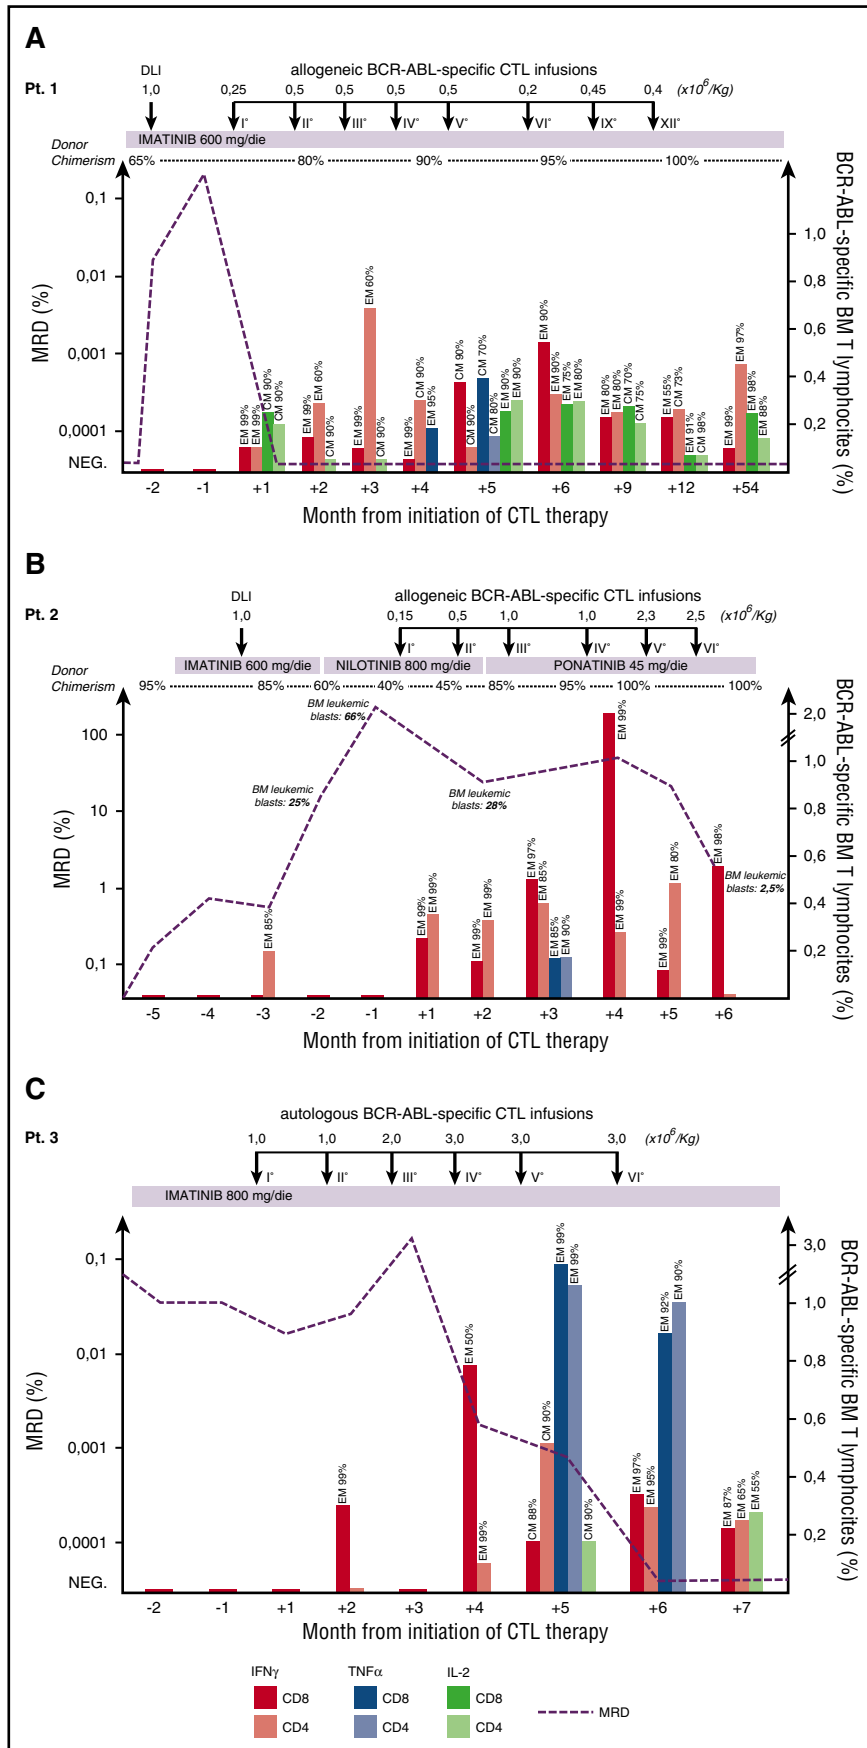 A
DLI
allogeneic BCR-ABL-specific CTL infusions
Pt. 1
1,0 0,25 0,5 0,5 0,5 0,5 0,2 0,45 0,4 (x10^6/Kg)
I° II° III° IV° V° VI° IX° XII°
IMATINIB 600 mg/die
Donor
Chimerism 65% 80% 90% 95% 100%
MRD (%)
0,1
0,01
0,001
0,0001
NEG.
BCR-ABL-specific BM T lymphocites (%)
1,0
0,8
0,6
0,4
0,2
EM 99% EM 99% CM 90% CM 90%
EM 99% EM 60% CM 90%
EM 99% EM 60% CM 90%
EM 99% CM 90% EM 95%
CM 90% CM 90% CM 70% CM 80% EM 90% EM 90%
EM 90% EM 90% EM 75% EM 80%
EM 80% EM 80% CM 70% CM 75%
EM 55% CM 73% EM 91% CM 98%
EM 99% EM 97% EM 98% EM 88%
-2 -1 +1 +2 +3 +4 +5 +6 +9 +12 +54
Month from initiation of CTL therapy
B
DLI
allogeneic BCR-ABL-specific CTL infusions
Pt. 2
1,0 0,15 0,5 1,0 1,0 2,3 2,5 (x10^6/Kg)
I° II° III° IV° V° VI°
IMATINIB 600 mg/die NILOTINIB 800 mg/die PONATINIB 45 mg/die
Donor
Chimerism 95% 85% 60% 40% 45% 85% 95% 100% 100%
MRD (%)
100
10
1
0,1
BCR-ABL-specific BM T lymphocites (%)
2,0
1,0
0,8
0,6
0,4
0,2
BM leukemic
blasts: 66%
BM leukemic
blasts: 25%
BM leukemic
blasts: 28%
BM leukemic
blasts: 2,5%
EM 85%
EM 99% EM 99%
EM 99% EM 99%
EM 97% EM 85% EM 85% EM 90%
EM 99% EM 99%
EM 99% EM 80%
EM 98%
-5 -4 -3 -2 -1 +1 +2 +3 +4 +5 +6
Month from initiation of CTL therapy
C
autologous BCR-ABL-specific CTL infusions
Pt. 3
1,0 1,0 2,0 3,0 3,0 3,0 (x10^6/Kg)
I° II° III° IV° V° VI°
IMATINIB 800 mg/die
MRD (%)
0,1
0,01
0,001
0,0001
NEG.
BCR-ABL-specific BM T lymphocites (%)
3,0
1,0
0,8
0,6
0,4
0,2
EM 99%
EM 50% EM 99%
CM 88% CM 90% EM 99% EM 99% CM 90%
EM 97% EM 95% EM 92% EM 90%
EM 87% EM 65% EM 55%
-2 -1 +1 +2 +3 +4 +5 +6 +7
Month from initiation of CTL therapy
IFNγ TNFα IL-2
CD8 CD8 CD8
CD4 CD4 CD4
MRD